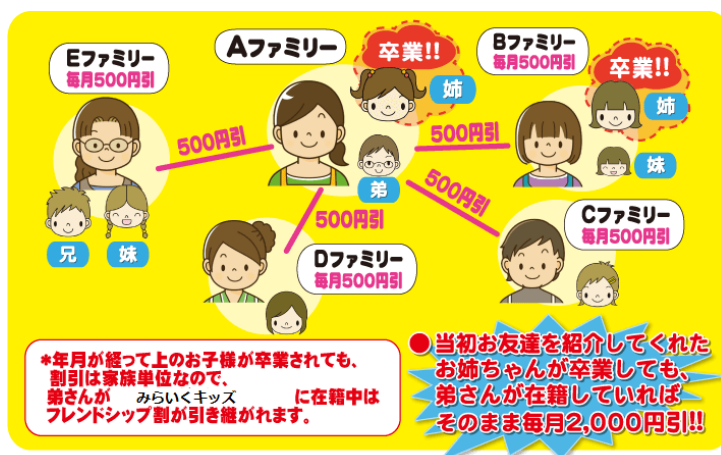 Eファミリー
毎月500円引
Aファミリー
卒業!!
姉
Bファミリー
毎月500円引
卒業!!
姉
妹
500円引
500円引
弟
500円引
500円引
兄
妹
Cファミリー
毎月500円引
Dファミリー
毎月500円引
*年月が経って上のお子様が卒業されても、
割引は家族単位なので、
弟さんが みらいくキッズ に在籍中は
フレンドシップ割が引き継がれます。
●当初お友達を紹介してくれた
お姉ちゃんが卒業しても、
弟さんが在籍していれば
そのまま毎月2,000円引!!